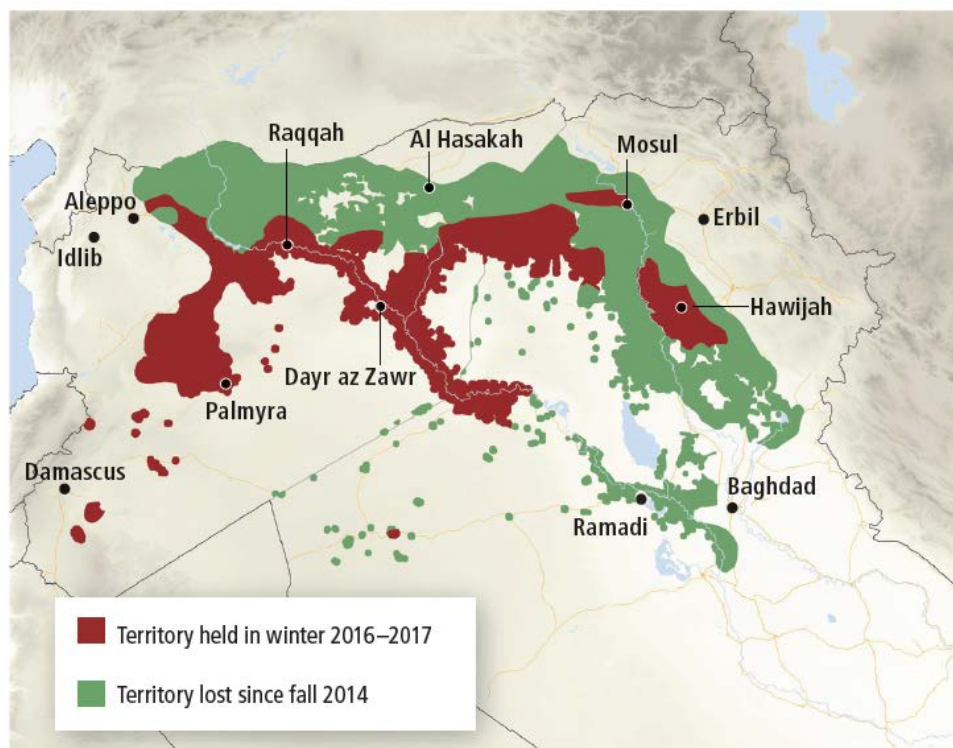 Raqqah
Al Hasakah
Mosul
Aleppo
Erbil
Idlib
Hawijah
Dayr az Zawr
Palmyra
Damascus
Baghdad
Ramadi
Territory held in winter 2016–2017
Territory lost since fall 2014